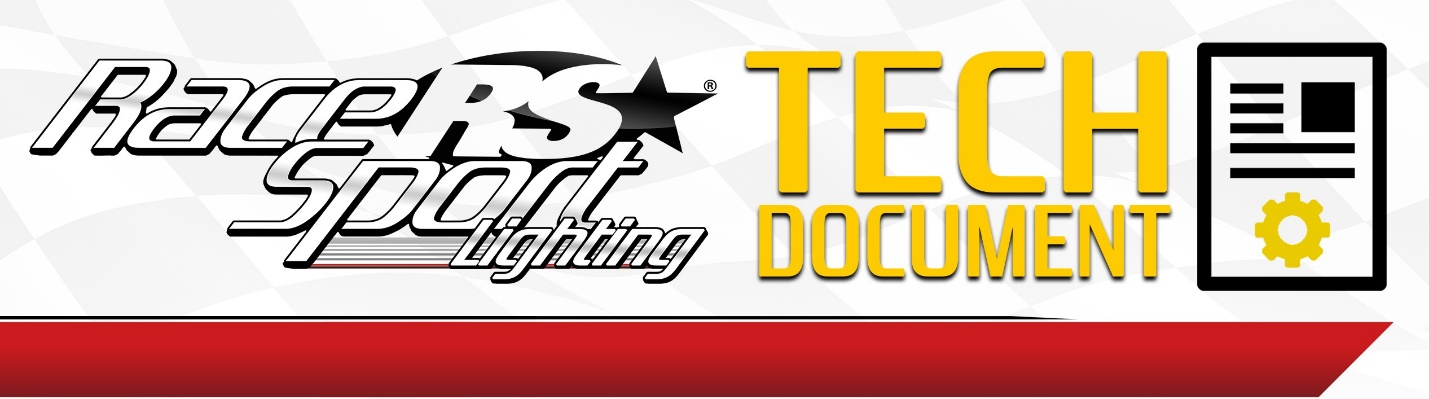 Race RS®
Sport
Lighting
TECH
DOCUMENT